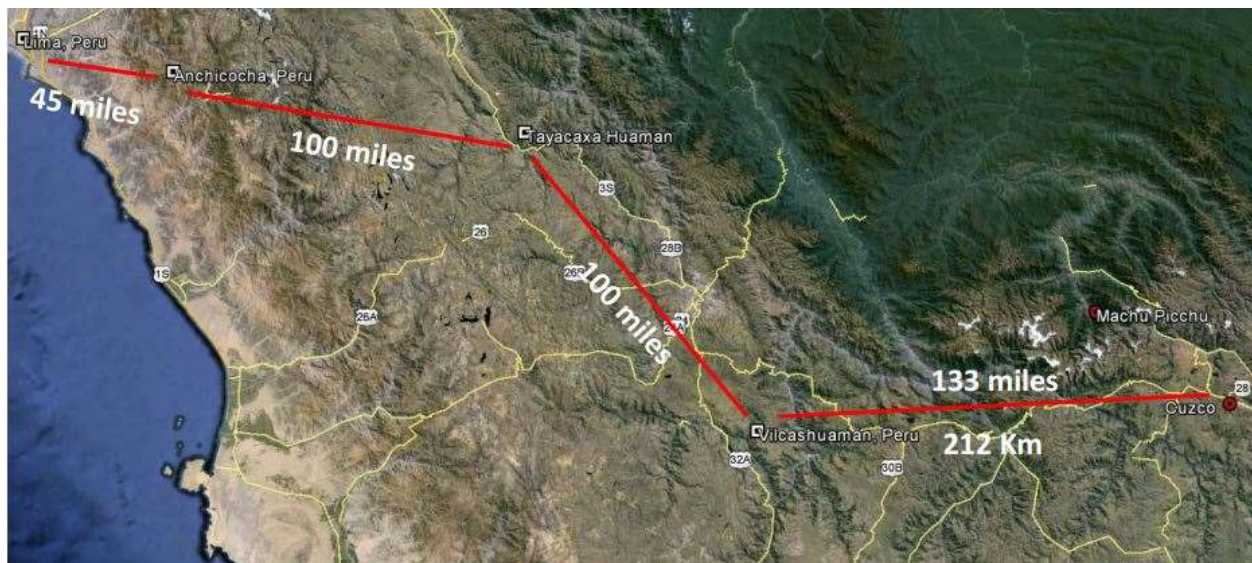 Lima, Peru
Anchicocha, Peru
45 miles
100 miles
Tayacaxa Huaman
3S
26
28B
26B
1S
100 miles
26A
24A
Machu Picchu
133 miles
28
Cuzco
Vilcashuaman, Peru
212 Km
32A
30B